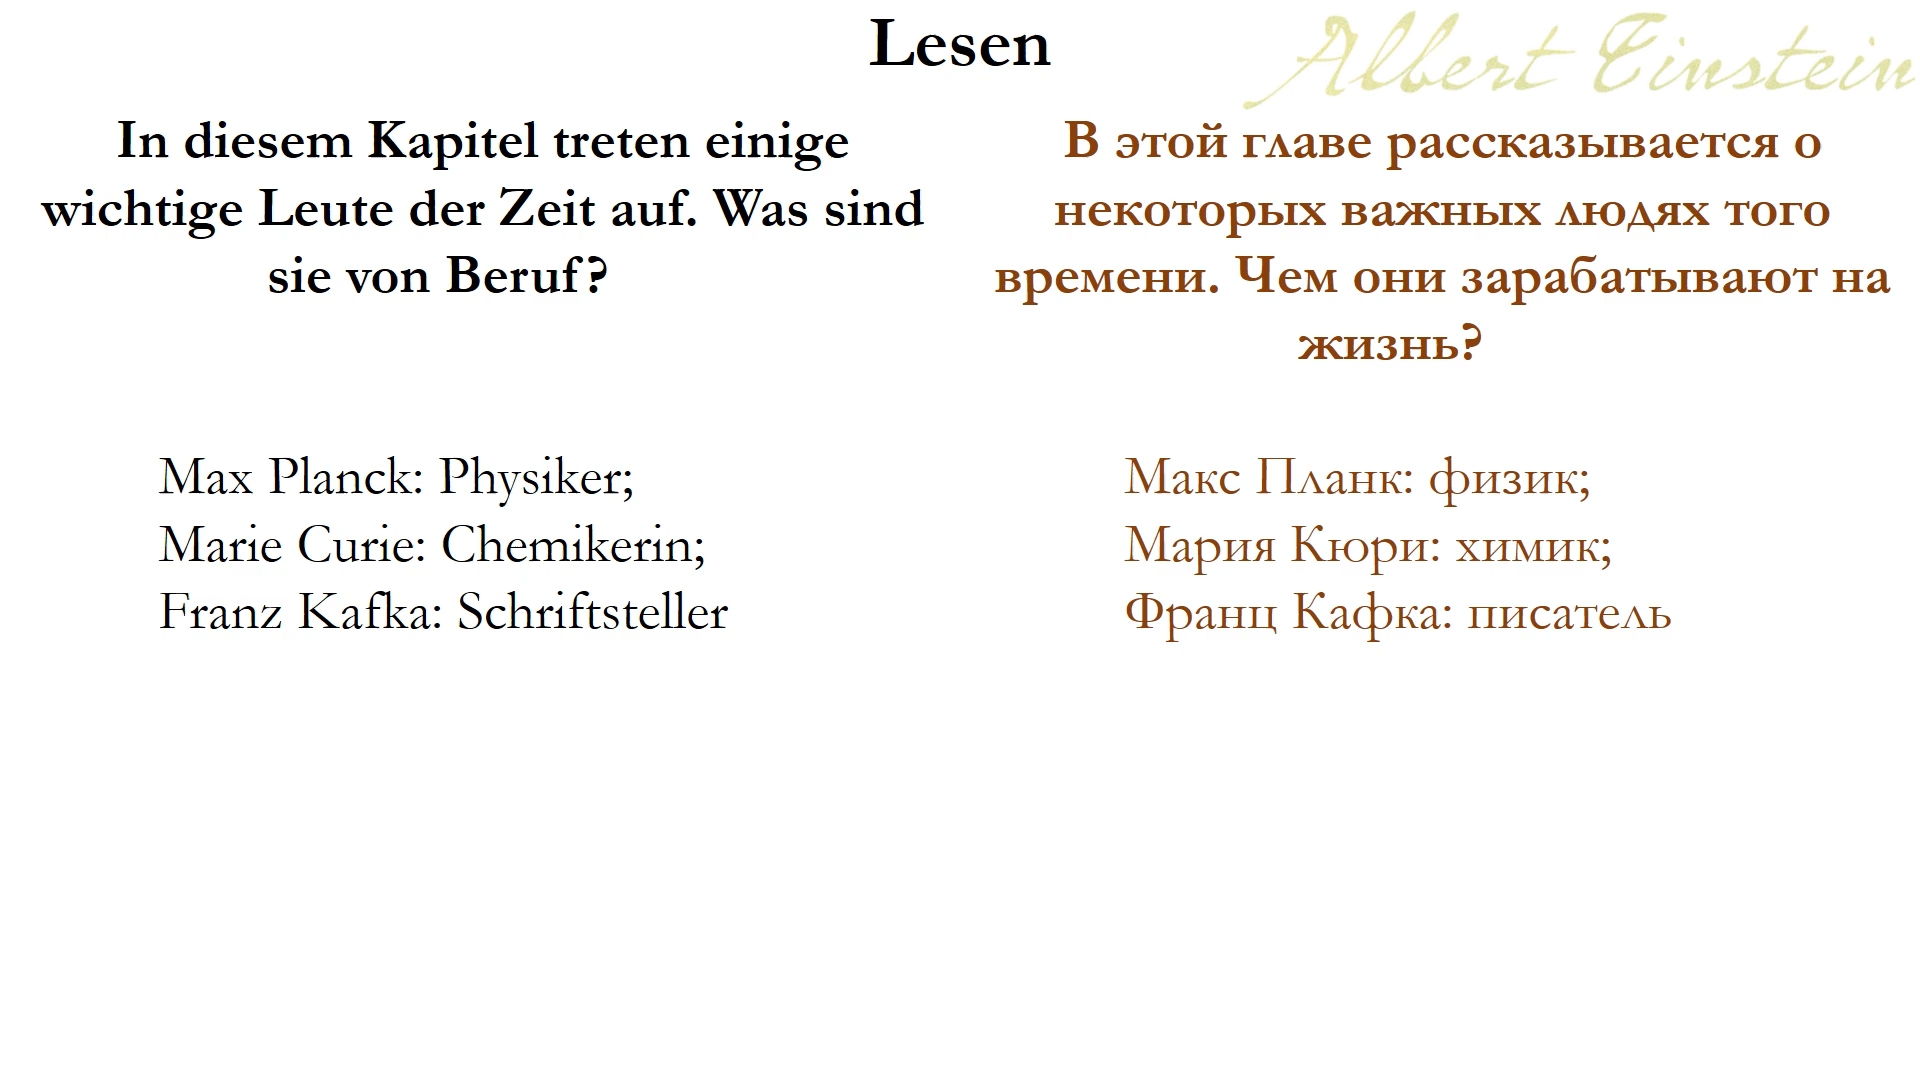 Lesen
Albert Einstein
In diesem Kapitel treten einige
wichtige Leute der Zeit auf. Was sind
sie von Beruf?
Max Planck: Physiker;
Marie Curie: Chemikerin;
Franz Kafka: Schriftsteller
В этой главе рассказывается о
некоторых важных людях того
времени. Чем они зарабатывают на
жизнь?
Макс Планк: физик;
Мария Кюри: химик;
Франц Кафка: писатель